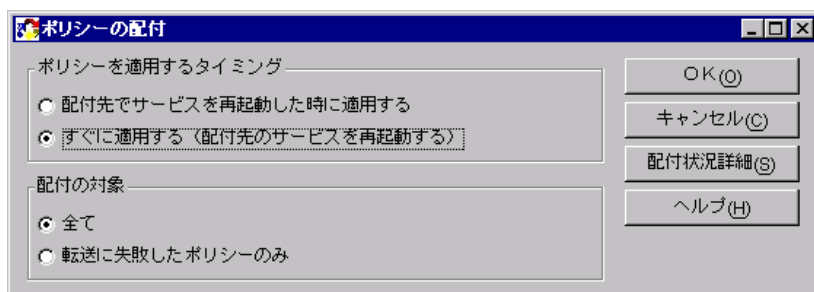 ポリシーの配付
ポリシーを適用するタイミング
配付先でサービスを再起動した時に適用する
すぐに適用する（配付先のサービスを再起動する）
配付の対象
全て
転送に失敗したポリシーのみ
ＯＫ(O)
キャンセル(C)
配付状況詳細(S)
ヘルプ(H)